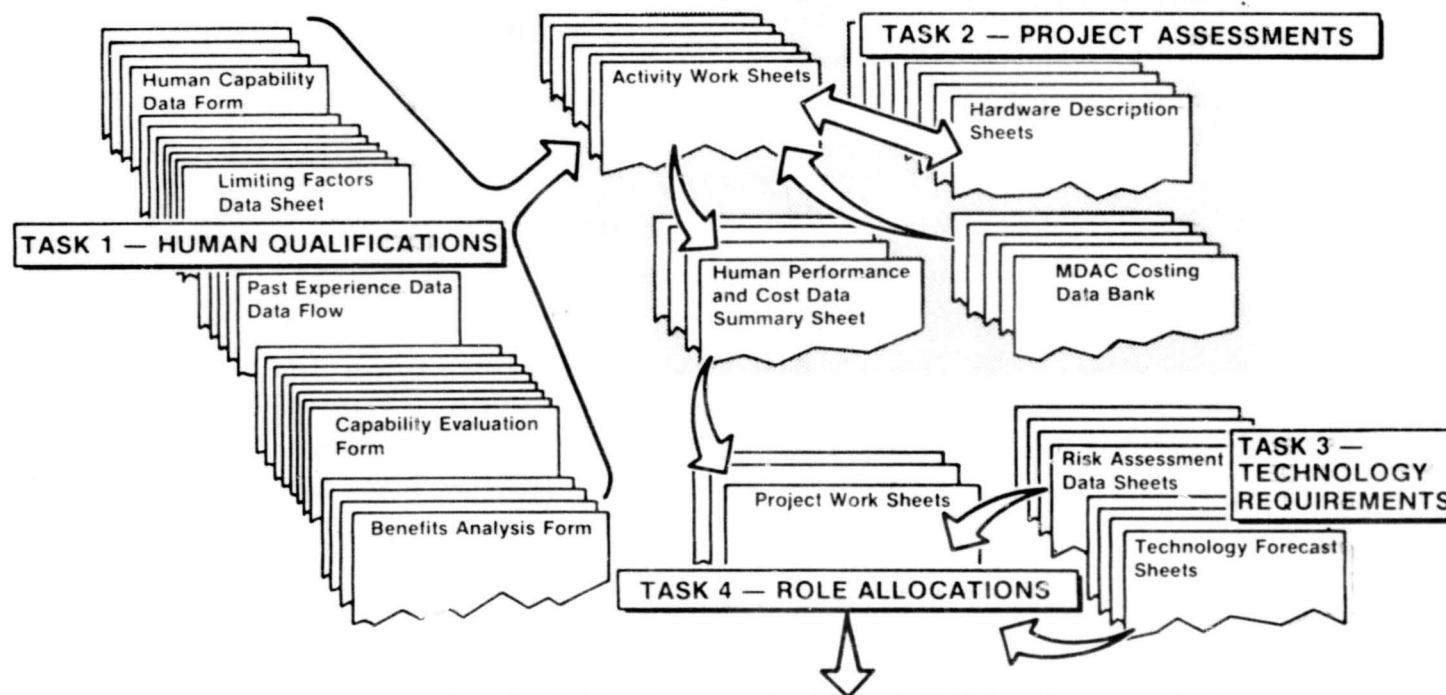 TASK 2 — PROJECT ASSESSMENTS
Human Capability
Data Form
Activity Work Sheets
Hardware Description
Sheets
Limiting Factors
Data Sheet
TASK 1 — HUMAN QUALIFICATIONS
Past Experience Data
Data Flow
Human Performance
and Cost Data
Summary Sheet
MDAC Costing
Data Bank
Capability Evaluation
Form
Benefits Analysis Form
Project Work Sheets
Risk Assessment
Data Sheets
TASK 3 —
TECHNOLOGY
REQUIREMENTS
Technology Forecast
Sheets
TASK 4 — ROLE ALLOCATIONS